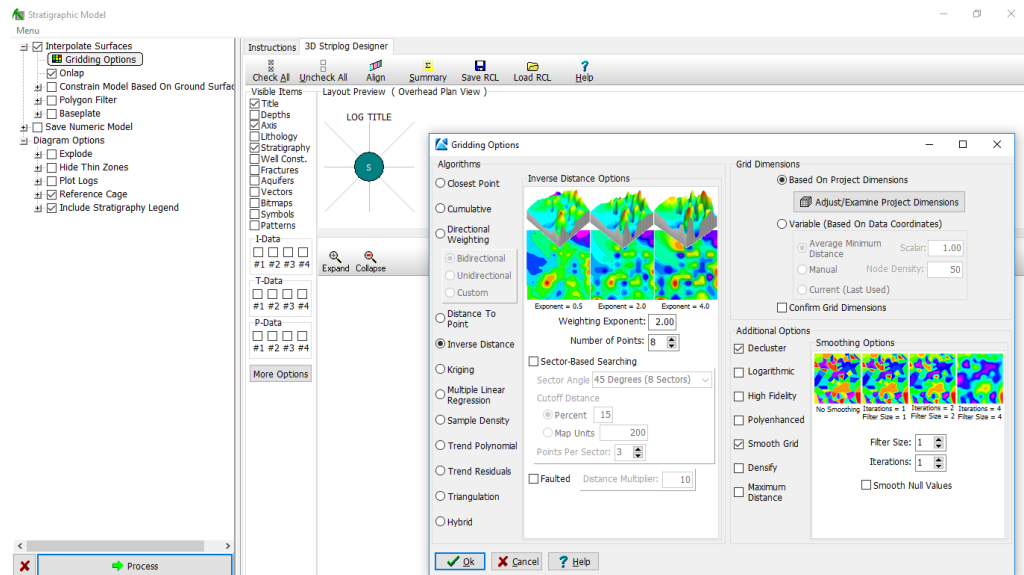 Stratigraphic Model
Menu
Interpolate Surfaces
Gridding Options
Onlap
Constrain Model Based On Ground Surfac
Polygon Filter
Baseplate
Save Numeric Model
Diagram Options
Explode
Hide Thin Zones
Plot Logs
Reference Cage
Include Stratigraphy Legend
Process
Instructions
3D Striplog Designer
Check All
Uncheck All
Align
Σ
Summary
Save RCL
Load RCL
?
Help
Visible Items
Title
Depths
Axis
Lithology
Stratigraphy
Well Const.
Fractures
Aquifers
Vectors
Bitmaps
Symbols
Patterns
I-Data
#1 #2 #3 #4
T-Data
#1 #2 #3 #4
P-Data
#1 #2 #3 #4
More Options
Layout Preview ( Overhead Plan View )
LOG TITLE
S
Expand
Collapse
Gridding Options
Algorithms
Closest Point
Cumulative
Directional
Weighting
Bidirectional
Unidirectional
Custom
Distance To
Point
Inverse Distance
Kriging
Multiple Linear
Regression
Sample Density
Trend Polynomial
Trend Residuals
Triangulation
Hybrid
Inverse Distance Options
Exponent = 0.5
Exponent = 2.0
Exponent = 4.0
Weighting Exponent: 2.00
Number of Points: 8
Sector-Based Searching
Sector Angle 45 Degrees (8 Sectors)
Cutoff Distance
Percent 15
Map Units 200
Points Per Sector: 3
Faulted
Distance Multiplier: 10
Grid Dimensions
Based On Project Dimensions
Adjust/Examine Project Dimensions
Variable (Based On Data Coordinates)
Average Minimum
Distance
Scalar: 1.00
Manual
Node Density: 50
Current (Last Used)
Confirm Grid Dimensions
Additional Options
Decluster
Logarithmic
High Fidelity
Polyenhanced
Smooth Grid
Densify
Maximum
Distance
Smoothing Options
No Smoothing
Iterations = 1
Filter Size = 1
Iterations = 2
Filter Size = 2
Iterations = 4
Filter Size = 4
Filter Size: 1
Iterations: 1
Smooth Null Values
Ok
Cancel
? Help